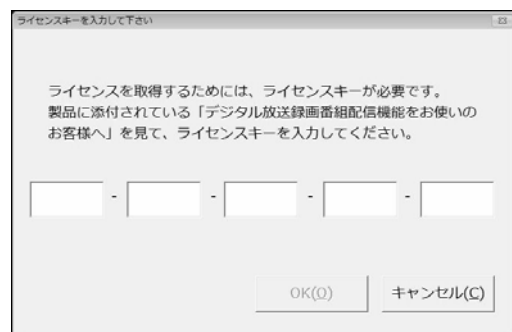 ライセンスキーを入力して下さい
ライセンスを取得するためには、ライセンスキーが必要です。
製品に添付されている「デジタル放送録画番組配信機能をお使いの
お客様へ」を見て、ライセンスキーを入力してください。
- - - -
OK(O) キャンセル(C)